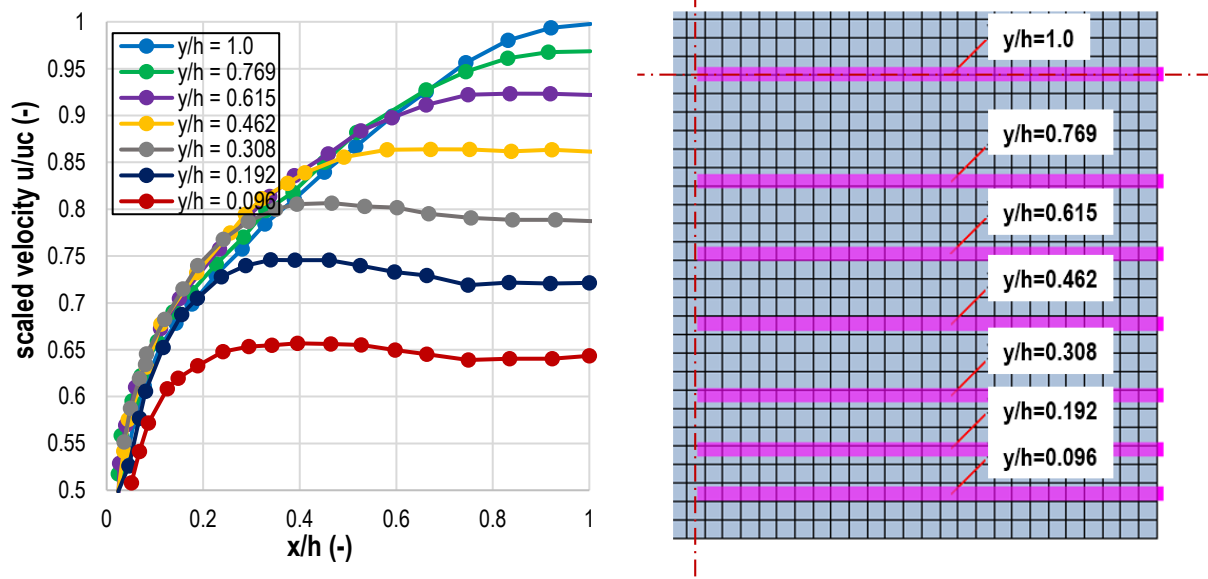 1
0.95
0.9
0.85
0.8
0.75
0.7
0.65
0.6
0.55
0.5
scaled velocity u/uc (-)
y/h = 1.0
y/h = 0.769
y/h = 0.615
y/h = 0.462
y/h = 0.308
y/h = 0.192
y/h = 0.096
0 0.2 0.4 0.6 0.8 1
x/h (-)
y/h=1.0
y/h=0.769
y/h=0.615
y/h=0.462
y/h=0.308
y/h=0.192
y/h=0.096